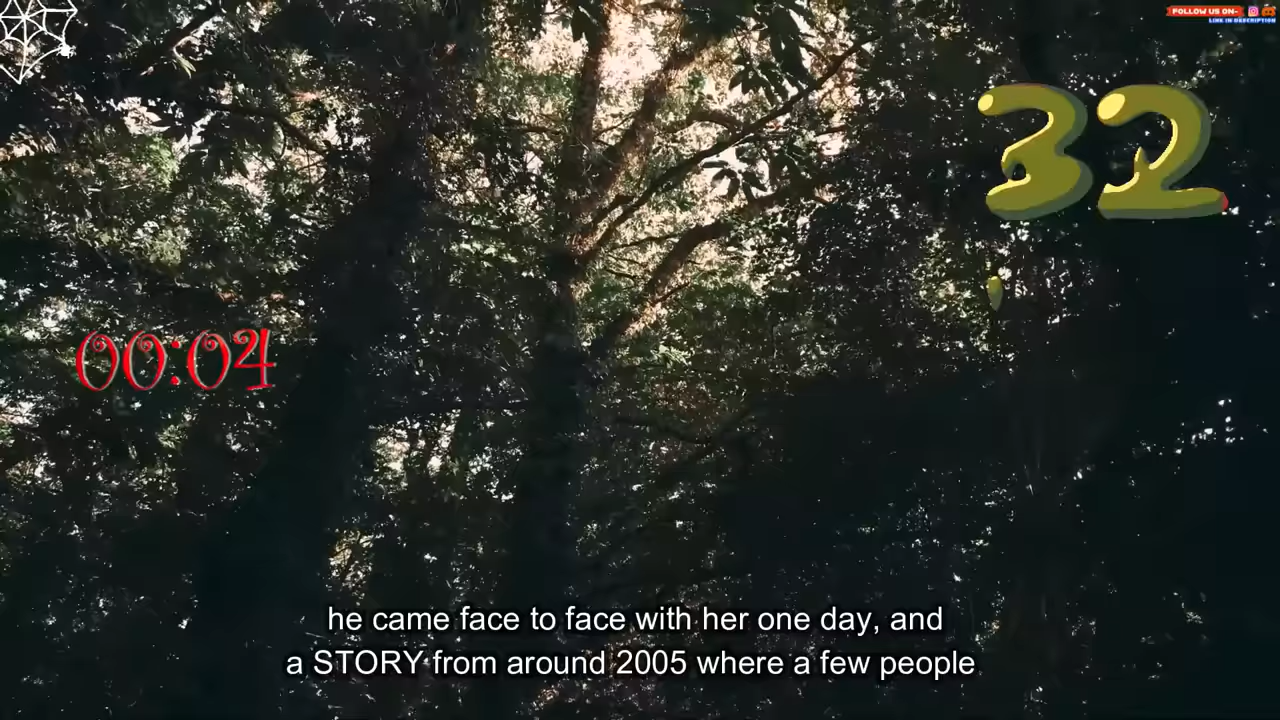 FOLLOW US ON-
LINK IN DESCRIPTION
32
00:04
he came face to face with her one day, and
a STORY from around 2005 where a few people